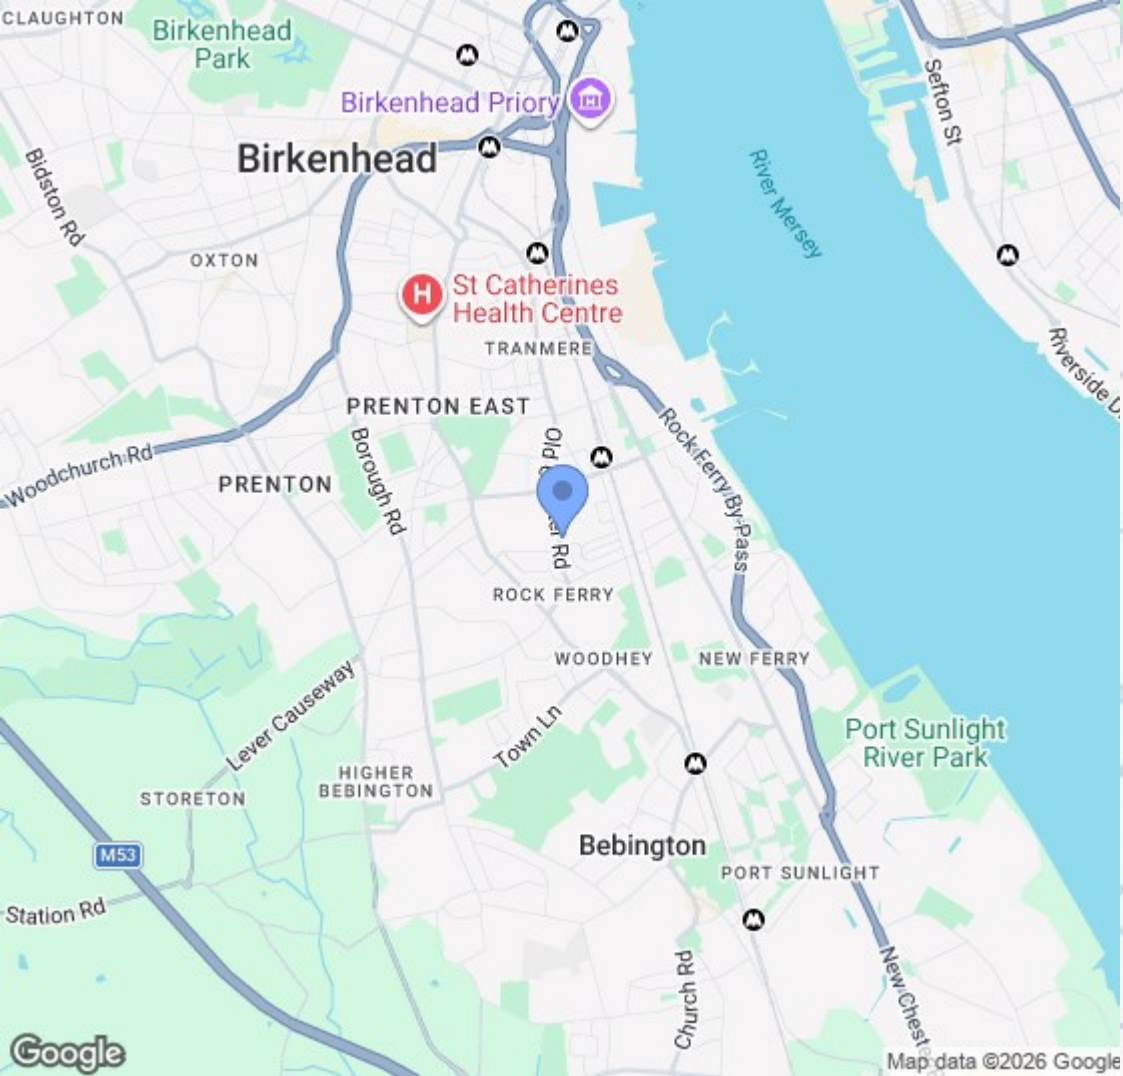 CLAUGHTON
Birkenhead
Park
Birkenhead Priory
Sefton St
Birkenhead
River Mersey
Bidston Rd
OXTON
St Catherines
Health Centre
H
TRANMERE
Riverside D
PRENTON EAST
Rock Ferry By-Pass
Old
Borough Rd
Woodchurch Rd
PRENTON
Rd
ROCK FERRY
WOODHEY
NEW FERRY
Lever Causeway
Town Ln
Port Sunlight
River Park
HIGHER
BEBINGTON
STORETON
Bebington
M53
PORT SUNLIGHT
Station Rd
Church Rd
New Cheste
Google
Map data ©2026 Google